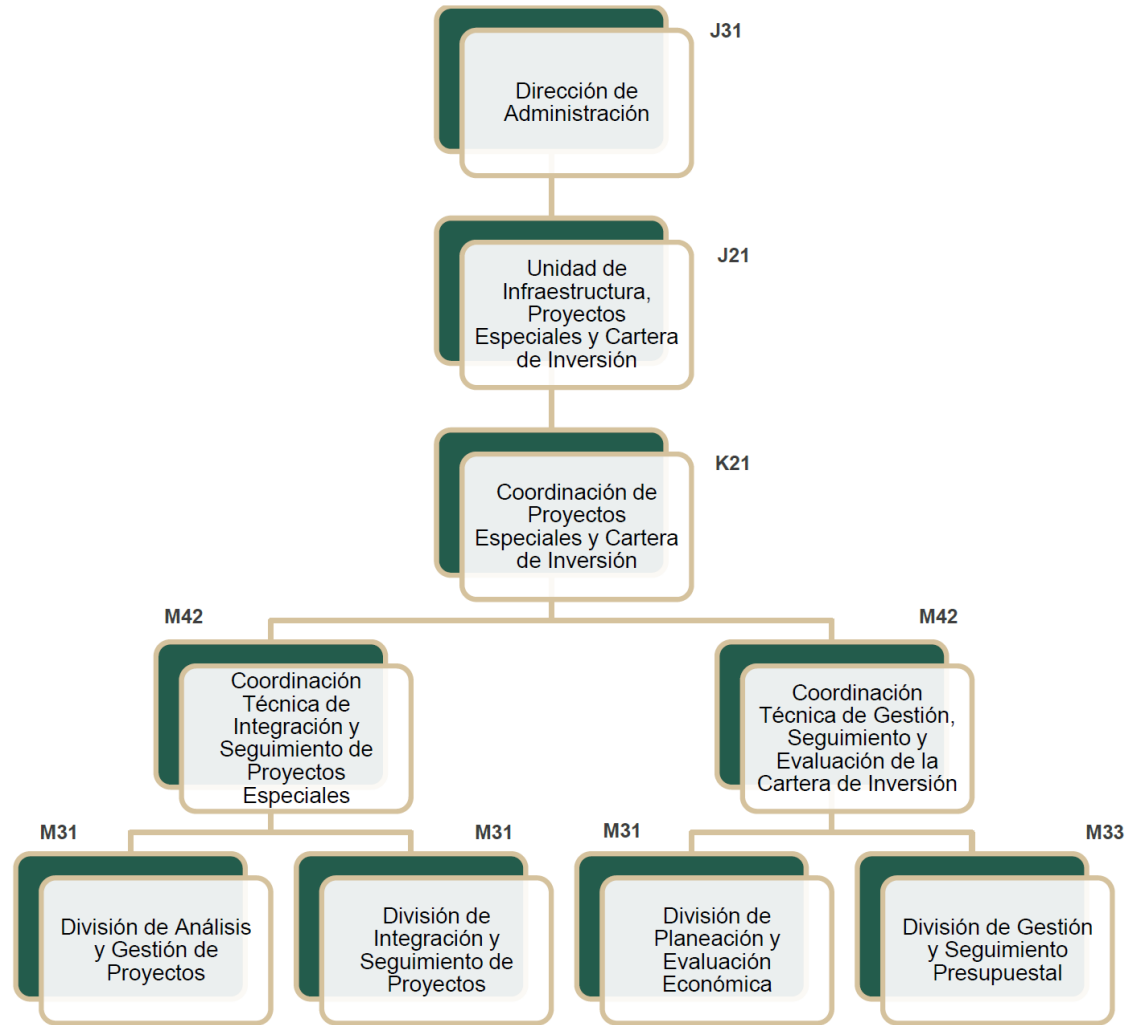 J31
Dirección de
Administración
J21
Unidad de
Infraestructura,
Proyectos
Especiales y Cartera
de Inversión
K21
Coordinación de
Proyectos
Especiales y Cartera
de Inversión
M42
Coordinación
Técnica de
Integración y
Seguimiento de
Proyectos
Especiales
M42
Coordinación
Técnica de Gestión,
Seguimiento y
Evaluación de la
Cartera de Inversión
M31
División de Análisis
y Gestión de
Proyectos
M31
División de
Integración y
Seguimiento de
Proyectos
M31
División de
Planeación y
Evaluación
Económica
M33
División de Gestión
y Seguimiento
Presupuestal